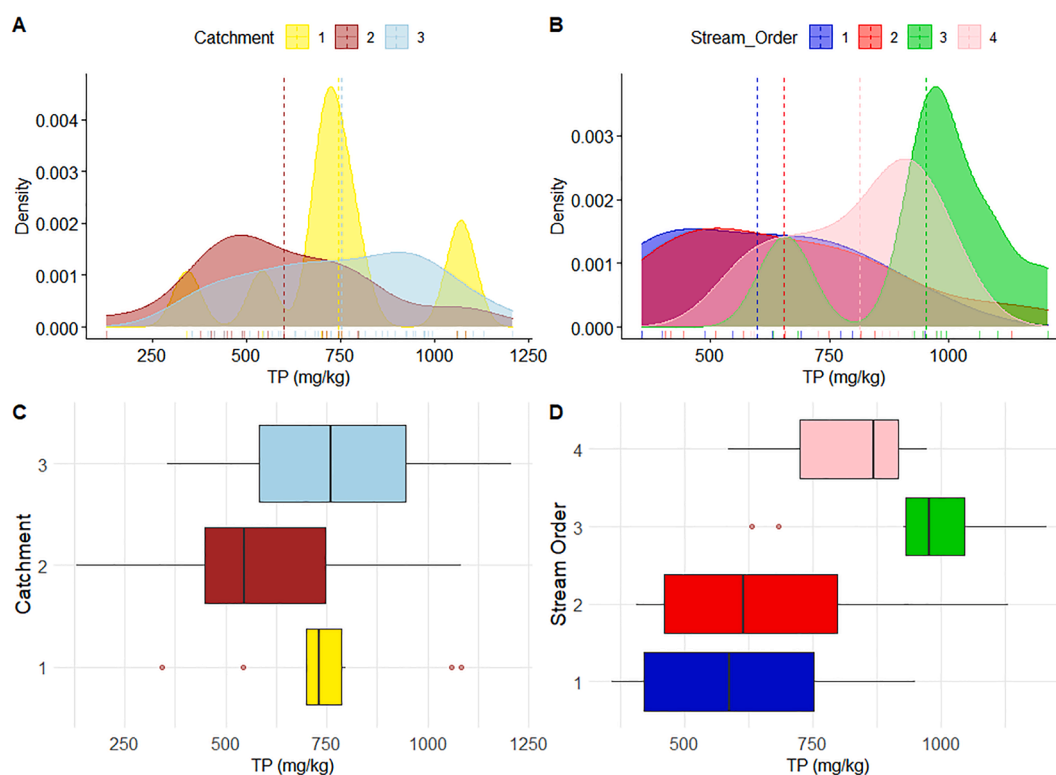 A
Catchment 1 2 3
Density
0.004
0.003
0.002
0.001
0.000
250 500 750 1000 1250
TP (mg/kg)
B
Stream_Order 1 2 3 4
Density
0.003
0.002
0.001
0.000
500 750 1000
TP (mg/kg)
C
Catchment
3
2
1
250 500 750 1000 1250
TP (mg/kg)
D
Stream Order
4
3
2
1
500 750 1000
TP (mg/kg)